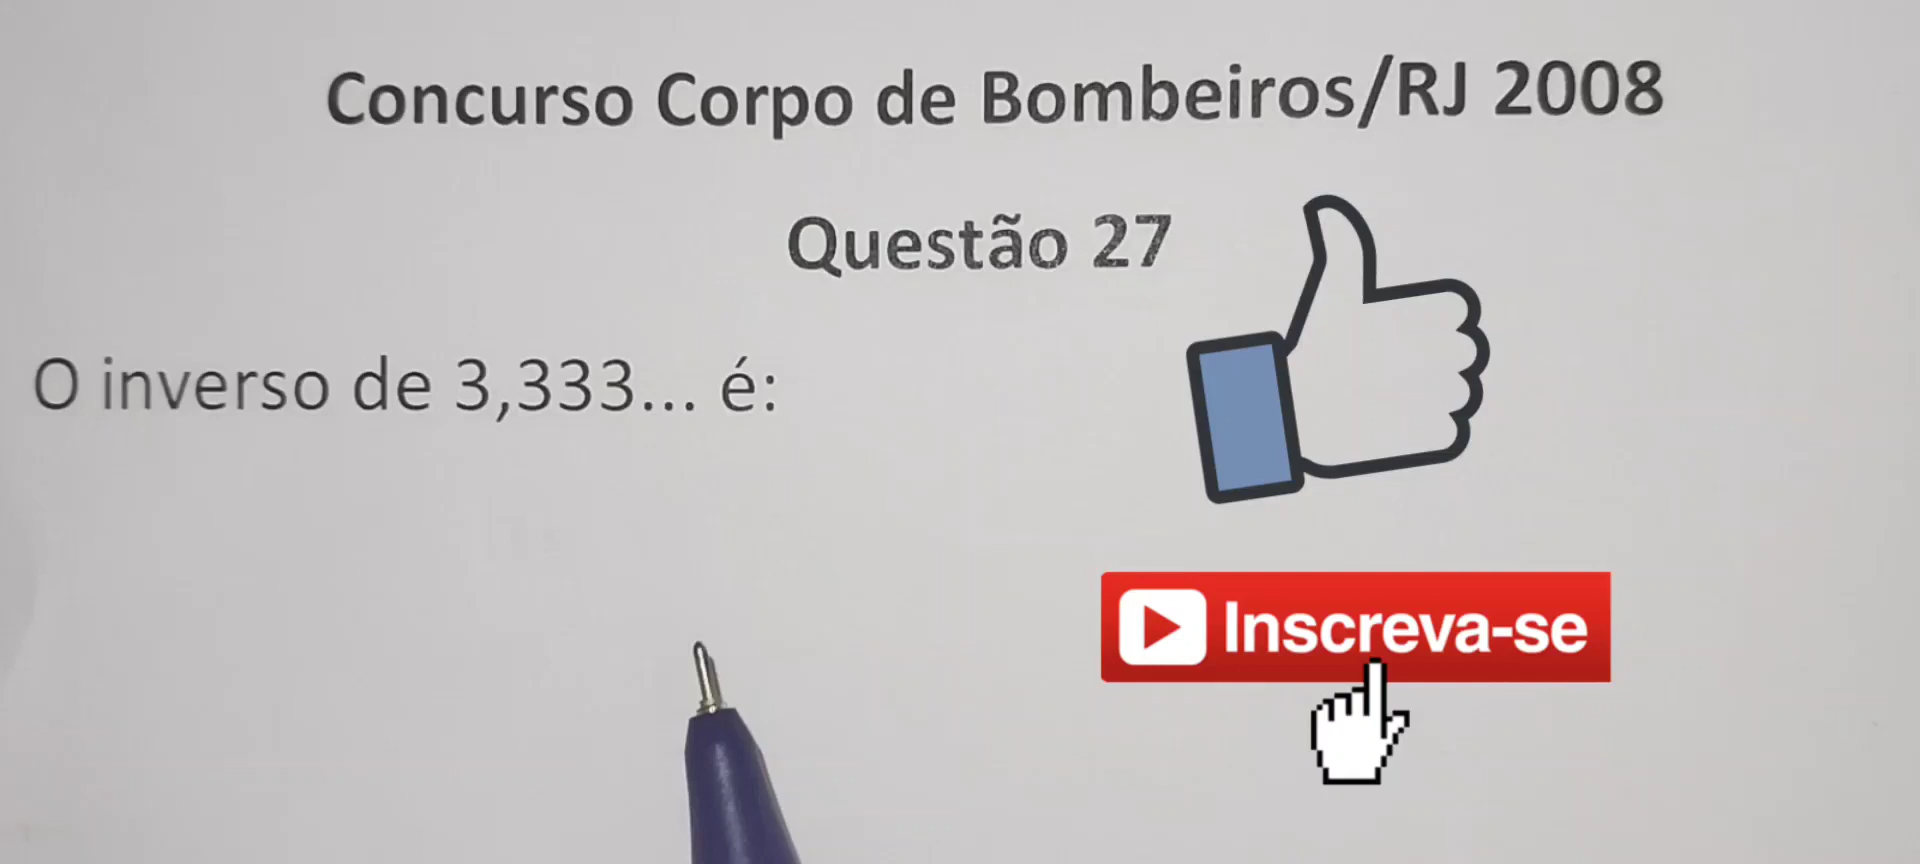 Concurso Corpo de Bombeiros/RJ 2008
Questão 27
O inverso de 3,333... é:
Inscreva-se